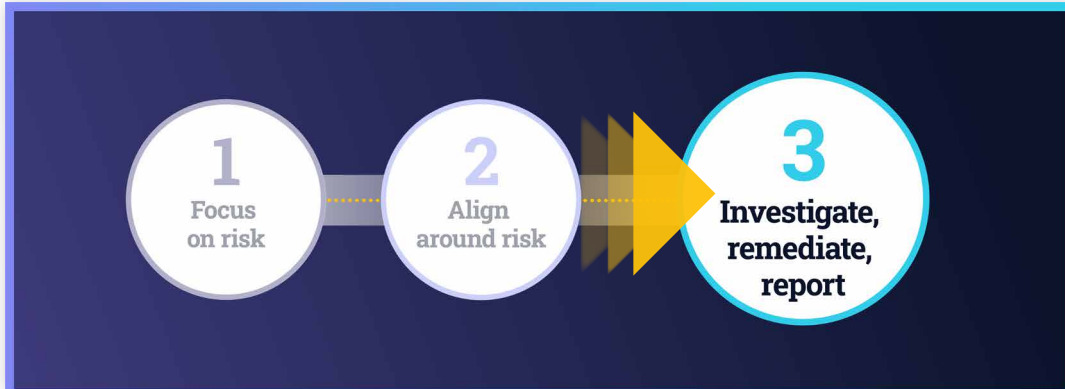 1
Focus
on risk
2
Align
around risk
3
Investigate,
remediate,
report